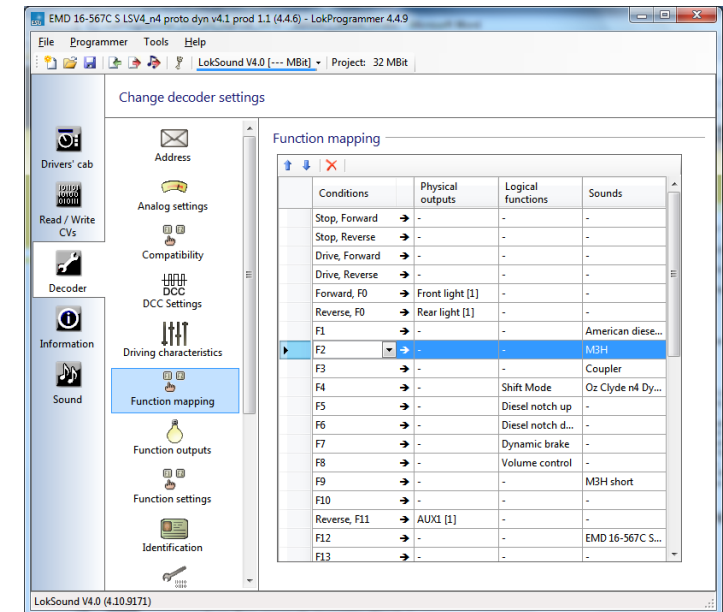 EMD 16-567C S LSV4_n4 proto dyn v4.1 prod 1.1 (4.4.6) - LokProgrammer 4.4.9
File Programmer Tools Help
LokSound V4.0 [--- MBit] Project: 32 MBit
Change decoder settings
Drivers' cab
Read / Write
CVs
Decoder
Information
Sound
Address
Analog settings
Compatibility
DCC
DCC Settings
Driving characteristics
Function mapping
Function outputs
Function settings
Identification
Function mapping
Conditions Physical outputs Logical functions Sounds
Stop, Forward - - -
Stop, Reverse - - -
Drive, Forward - - -
Drive, Reverse - - -
Forward, F0 Front light [1] - -
Reverse, F0 Rear light [1] - -
F1 - - American diese...
F2 - - M3H
F3 - - Coupler
F4 - Shift Mode Oz Clyde n4 Dy...
F5 - Diesel notch up -
F6 - Diesel notch d... -
F7 - Dynamic brake -
F8 - Volume control -
F9 - - M3H short
F10 - - -
Reverse, F11 AUX1 [1] - -
F12 - - EMD 16-567C S...
F13 - - -
LokSound V4.0 (4.10.9171)